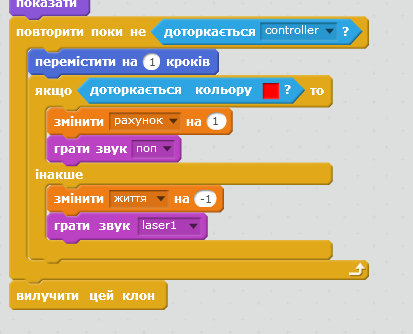 показати
повторити поки не доторкається controller ?
перемістити на 1 кроків
якщо доторкається кольору ? то
змінити рахунок на 1
грати звук поп
інакше
змінити життя на -1
грати звук laser1
вилучити цей клон